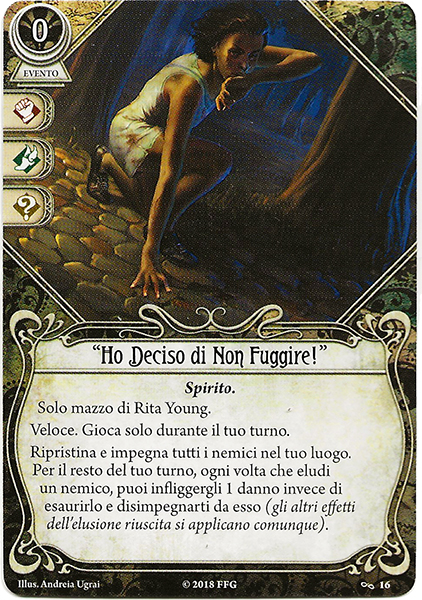 0
EVENTO
“Ho Deciso di Non Fuggire!”
Spirito.
Solo mazzo di Rita Young.
Veloce. Gioca solo durante il tuo turno.
Ripristina e impegna tutti i nemici nel tuo luogo.
Per il resto del tuo turno, ogni volta che eludi
un nemico, puoi infliggergli 1 danno invece di
esaurirlo e disimpegnarti da esso (gli altri effetti
dell’elusione riuscita si applicano comunque).
Illus. Andreia Ugrai
© 2018 FFG
16